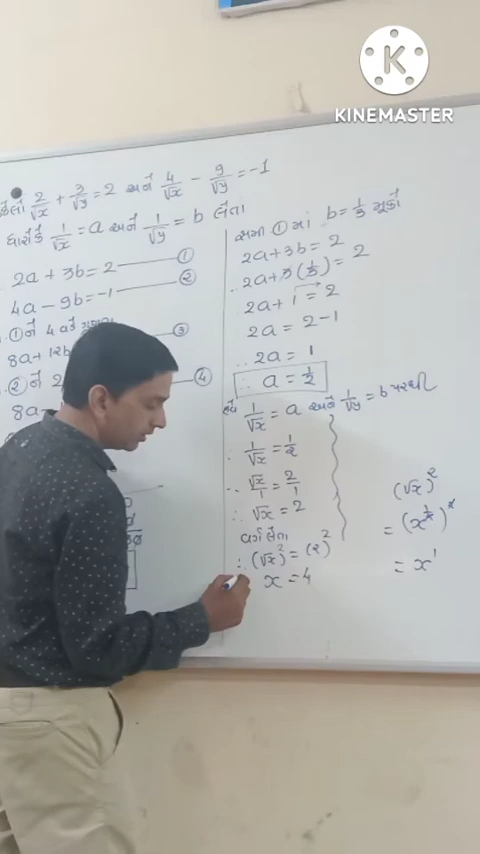 KINEMASTER
ઉકેલો 2/√x + 3/√y = 2 અને 4/√x - 9/√y = -1
ધારોકે 1/√x = a અને 1/√y = b લેતા
2a + 3b = 2 ①
4a - 9b = -1 ②
①ને 4 વડે
8a + 12b ③
②ને 2 ④
8a -
સમી ① માં b = 1/3 મૂકો
2a + 3b = 2
2a + 3(1/3) = 2
2a + 1 = 2
2a = 2 - 1
∴ 2a = 1
∴ a = 1/2
હવે 1/√x = a અને 1/√y = b પરથી
∴ 1/√x = 1/2
∴ √x/1 = 2/1
∴ √x = 2
વર્ગ લેતા
∴ (√x)² = (2)²
x = 4
(√x)²
= (x^1/2)²
= x¹